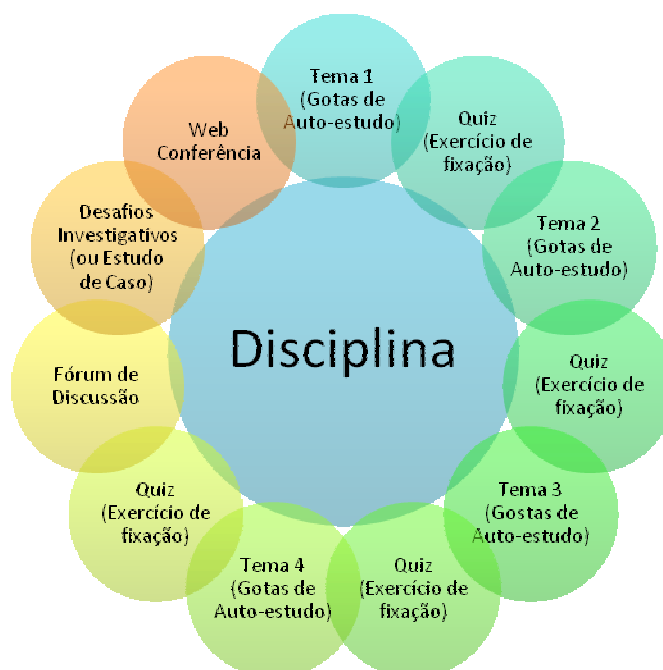 Tema 1
(Gotas de
Auto-estudo)
Quiz
(Exercício de
fixação)
Tema 2
(Gotas de
Auto-estudo)
Quiz
(Exercício de
fixação)
Tema 3
(Gostas de
Auto-estudo)
Quiz
(Exercício de
fixação)
Tema 4
(Gotas de
Auto-estudo)
Quiz
(Exercício de
fixação)
Fórum de
Discussão
Desafios
Investigativos
(ou Estudo
de Caso)
Web
Conferência
Disciplina